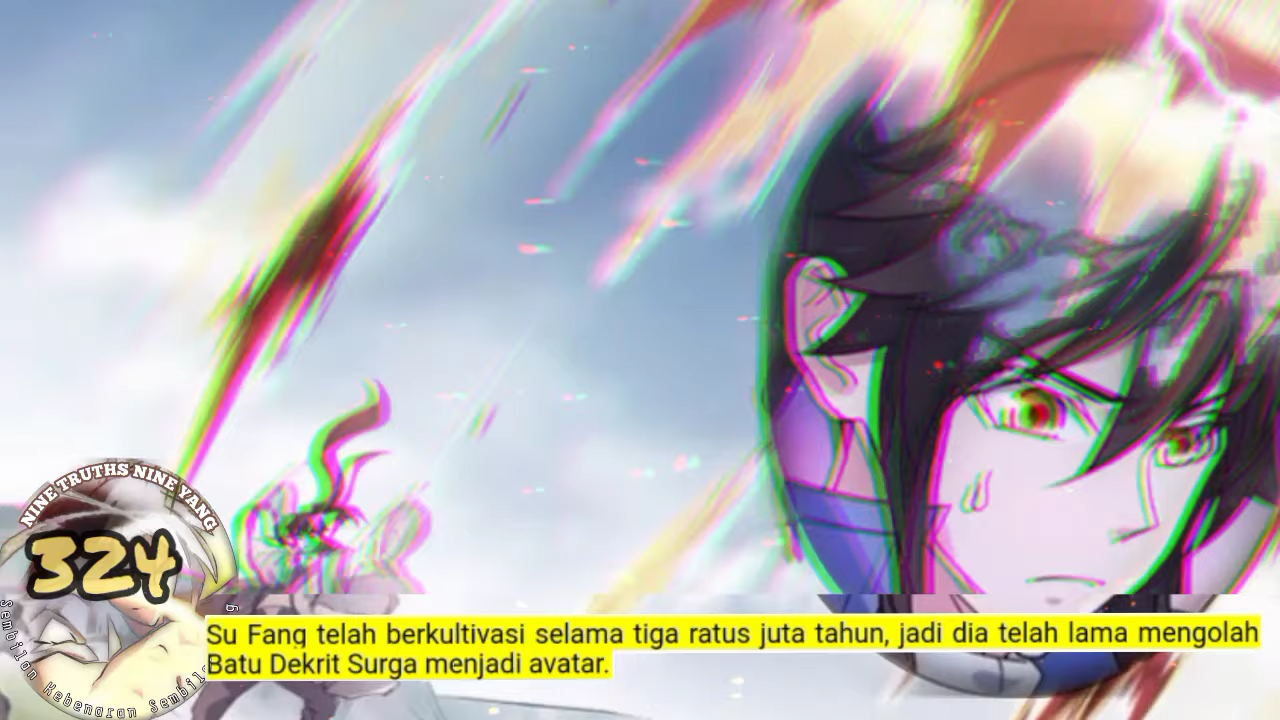 NINE TRUTHS NINE YANG
324
Sembilan Kebenaran Sembil
g
Su Fang telah berkultivasi selama tiga ratus juta tahun, jadi dia telah lama mengolah
Batu Dekrit Surga menjadi avatar.